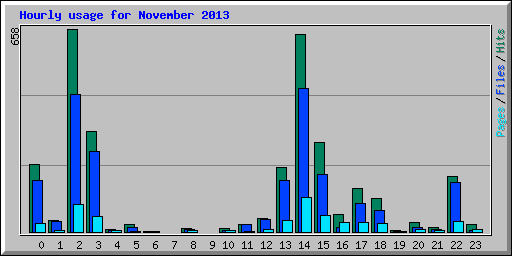 Hourly usage for November 2013
658
Pages/Files/Hits
0 1 2 3 4 5 6 7 8 9 10 11 12 13 14 15 16 17 18 19 20 21 22 23